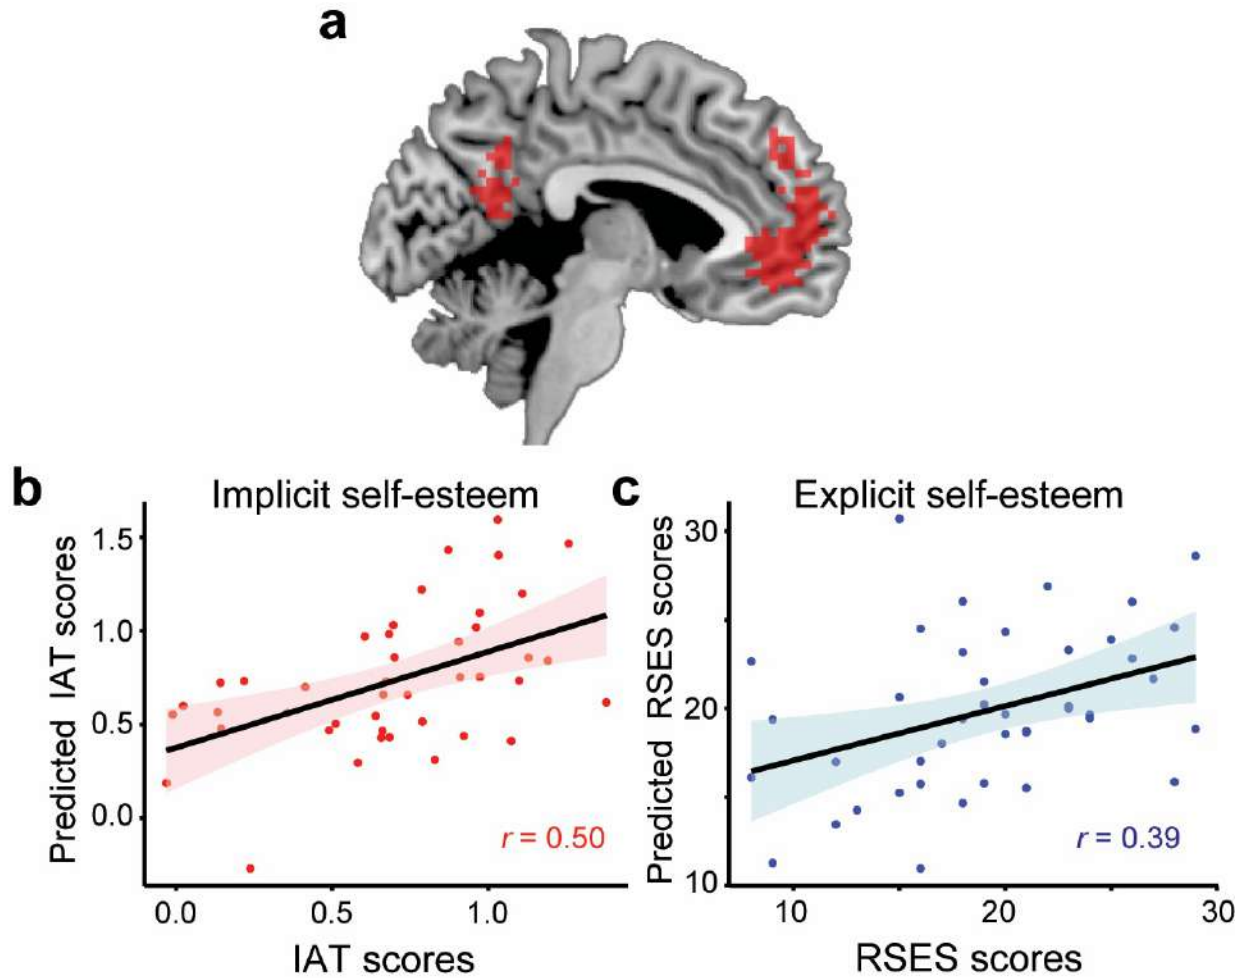 a
b
Implicit self-esteem
Predicted IAT scores
1.5
1.0
0.5
0.0
r = 0.50
0.0 0.5 1.0
IAT scores
c
Explicit self-esteem
Predicted RSES scores
30
20
10
r = 0.39
10 20 30
RSES scores